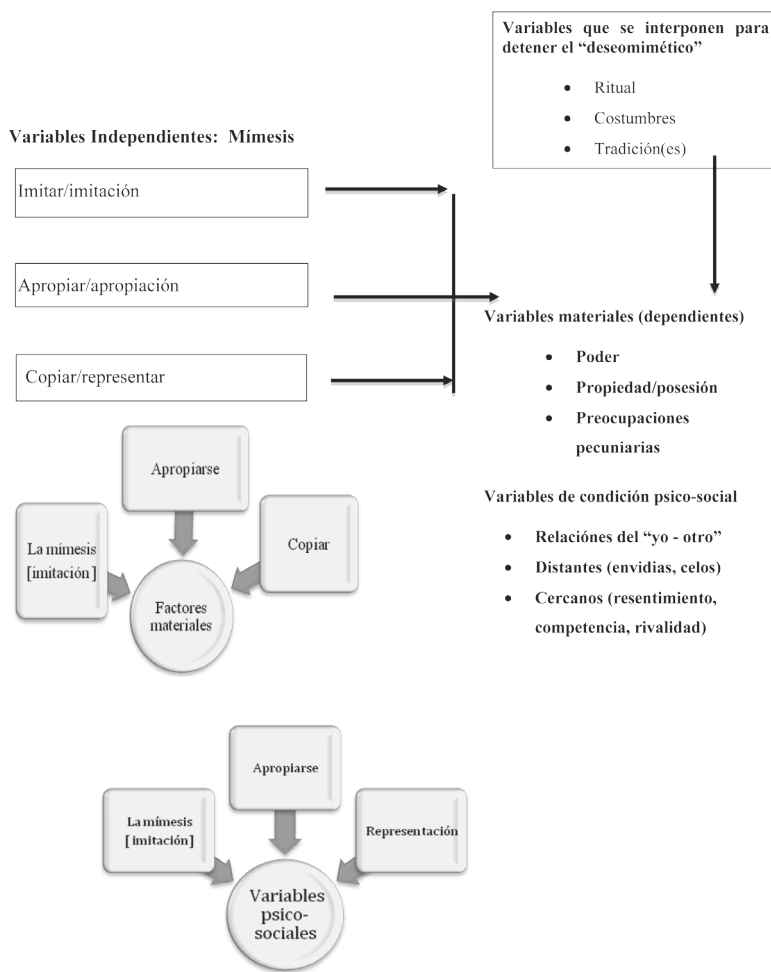 Variables que se interponen para
detener el “deseomimético”
• Ritual
• Costumbres
• Tradición(es)
Variables Independientes: Mímesis
Imitar/imitación
Apropiar/apropiación
Copiar/representar
Variables materiales (dependientes)
• Poder
• Propiedad/posesión
• Preocupaciones
pecuniarias
Variables de condición psico-social
• Relaciónes del “yo - otro”
• Distantes (envidias, celos)
• Cercanos (resentimiento,
competencia, rivalidad)
Apropiarse
La mímesis
[imitación]
Copiar
Factores
materiales
Apropiarse
La mímesis
[ imitación]
Representación
Variables
psico-
sociales